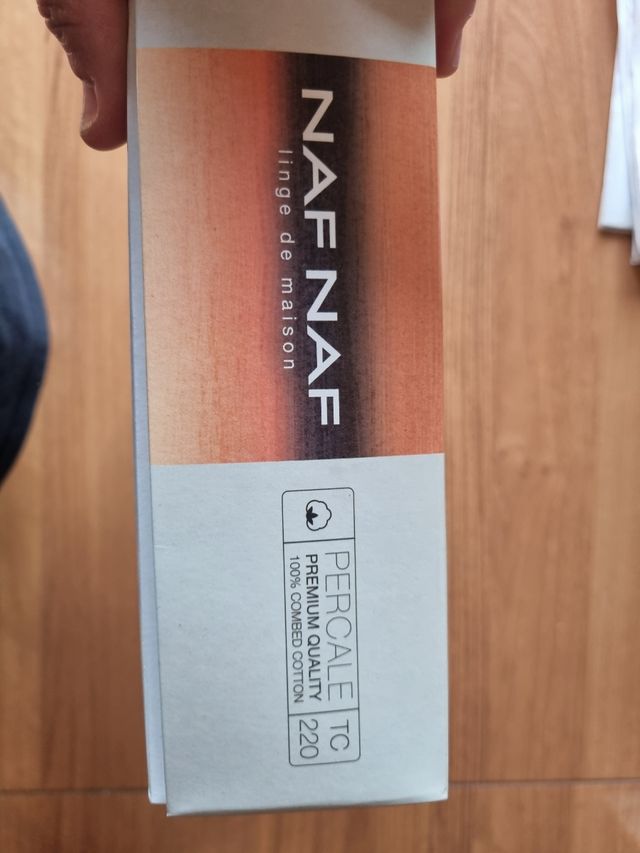 NAF NAF
linge de maison
PERCALE TC
PREMIUM QUALITY
100% COMBED COTTON 220